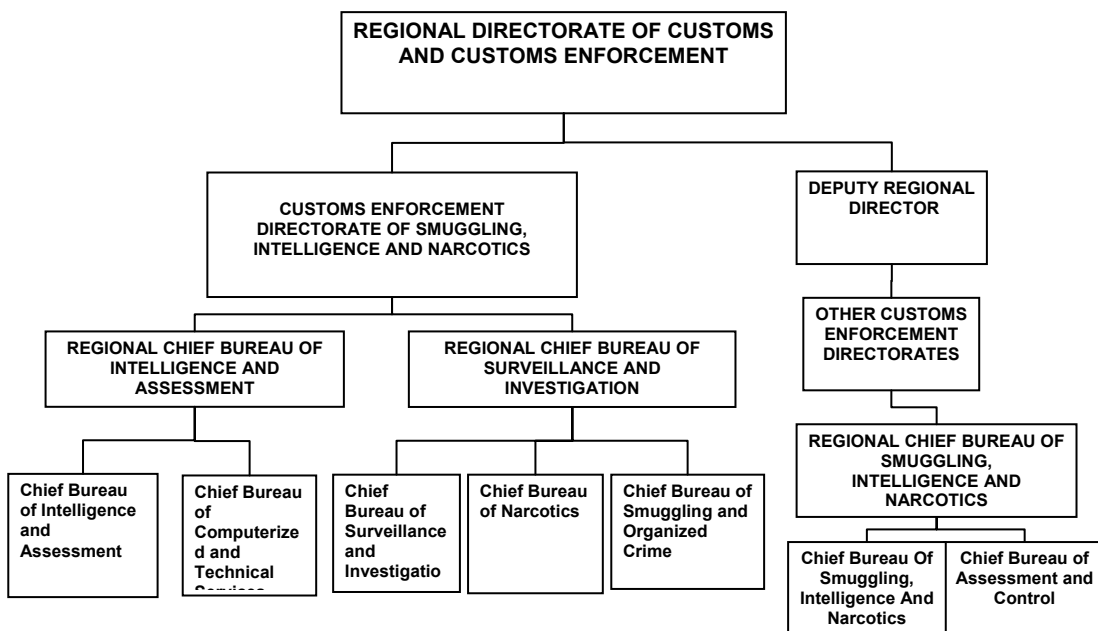 REGIONAL DIRECTORATE OF CUSTOMS
AND CUSTOMS ENFORCEMENT
CUSTOMS ENFORCEMENT
DIRECTORATE OF SMUGGLING,
INTELLIGENCE AND NARCOTICS
DEPUTY REGIONAL
DIRECTOR
OTHER CUSTOMS
ENFORCEMENT
DIRECTORATES
REGIONAL CHIEF BUREAU OF
INTELLIGENCE AND
ASSESSMENT
REGIONAL CHIEF BUREAU OF
SURVEILLANCE AND
INVESTIGATION
REGIONAL CHIEF BUREAU OF
SMUGGLING,
INTELLIGENCE AND
NARCOTICS
Chief Bureau
of Intelligence
and
Assessment
Chief Bureau
of
Computerize
d and
Technical
Services
Chief
Bureau of
Surveillance
and
Investigatio
Chief Bureau
of Narcotics
Chief Bureau of
Smuggling and
Organized
Crime
Chief Bureau Of
Smuggling,
Intelligence And
Narcotics
Chief Bureau of
Assessment and
Control